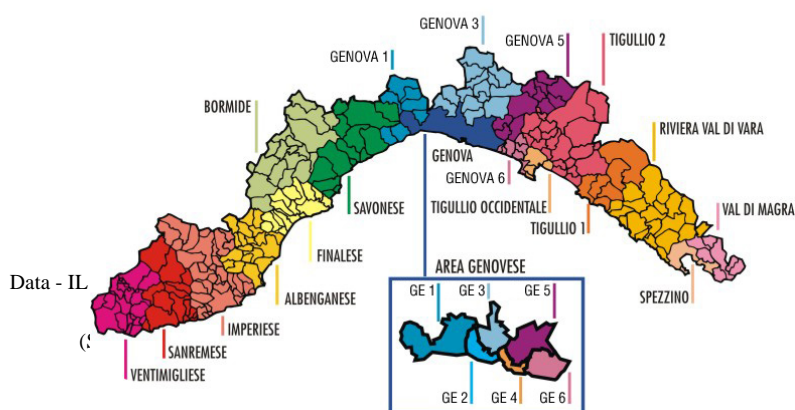 GENOVA 3
GENOVA 5
TIGULLIO 2
GENOVA 1
BORMIDE
RIVIERA VAL DI VARA
GENOVA
GENOVA 6
SAVONESE
TIGULLIO OCCIDENTALE
VAL DI MAGRA
TIGULLIO 1
FINALESE
AREA GENOVESE
Data - IL
GE 1
GE 3
GE 5
ALBENGANESE
SPEZZINO
IMPERIESE
SANREMESE
VENTIMIGLIESE
GE 2
GE 4
GE 6